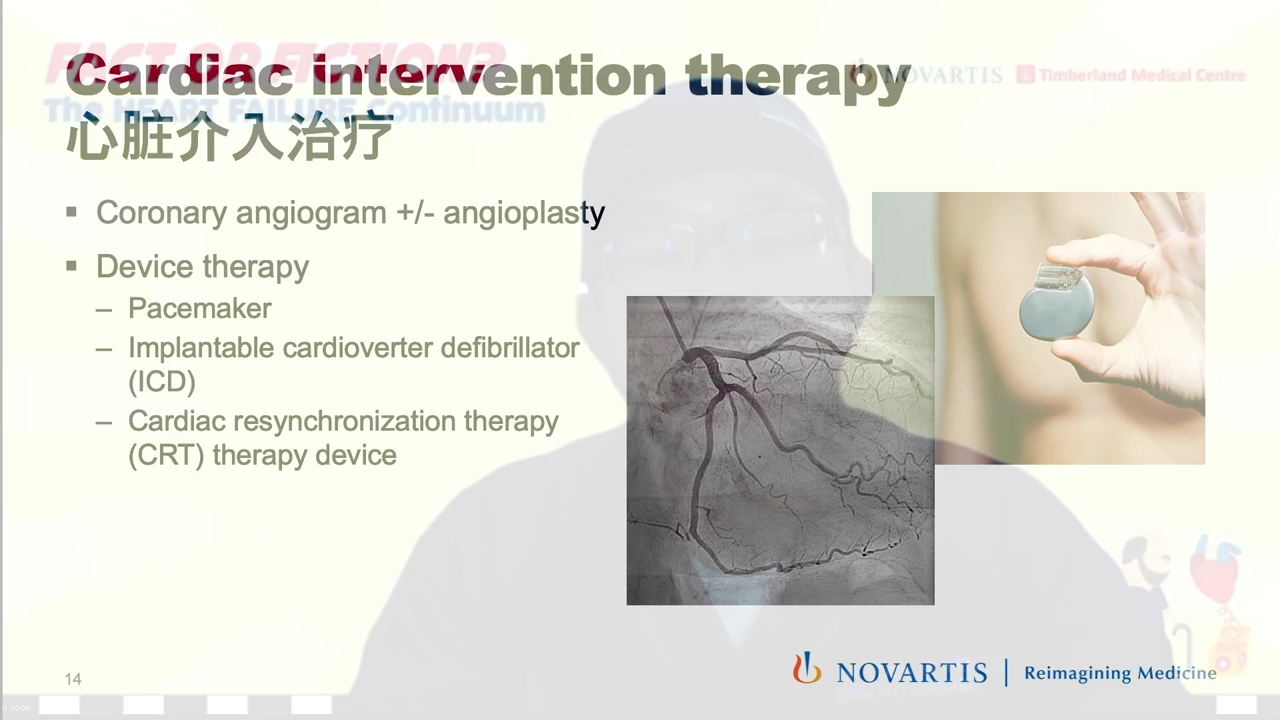 FACT OR FICTION?
The HEART FAILURE Continuum
NOVARTIS
Timberland Medical Centre
Cardiac intervention therapy
心脏介入治疗
▪ Coronary angiogram +/- angioplasty
▪ Device therapy
– Pacemaker
– Implantable cardioverter defibrillator
(ICD)
– Cardiac resynchronization therapy
(CRT) therapy device
14
NOVARTIS | Reimagining Medicine